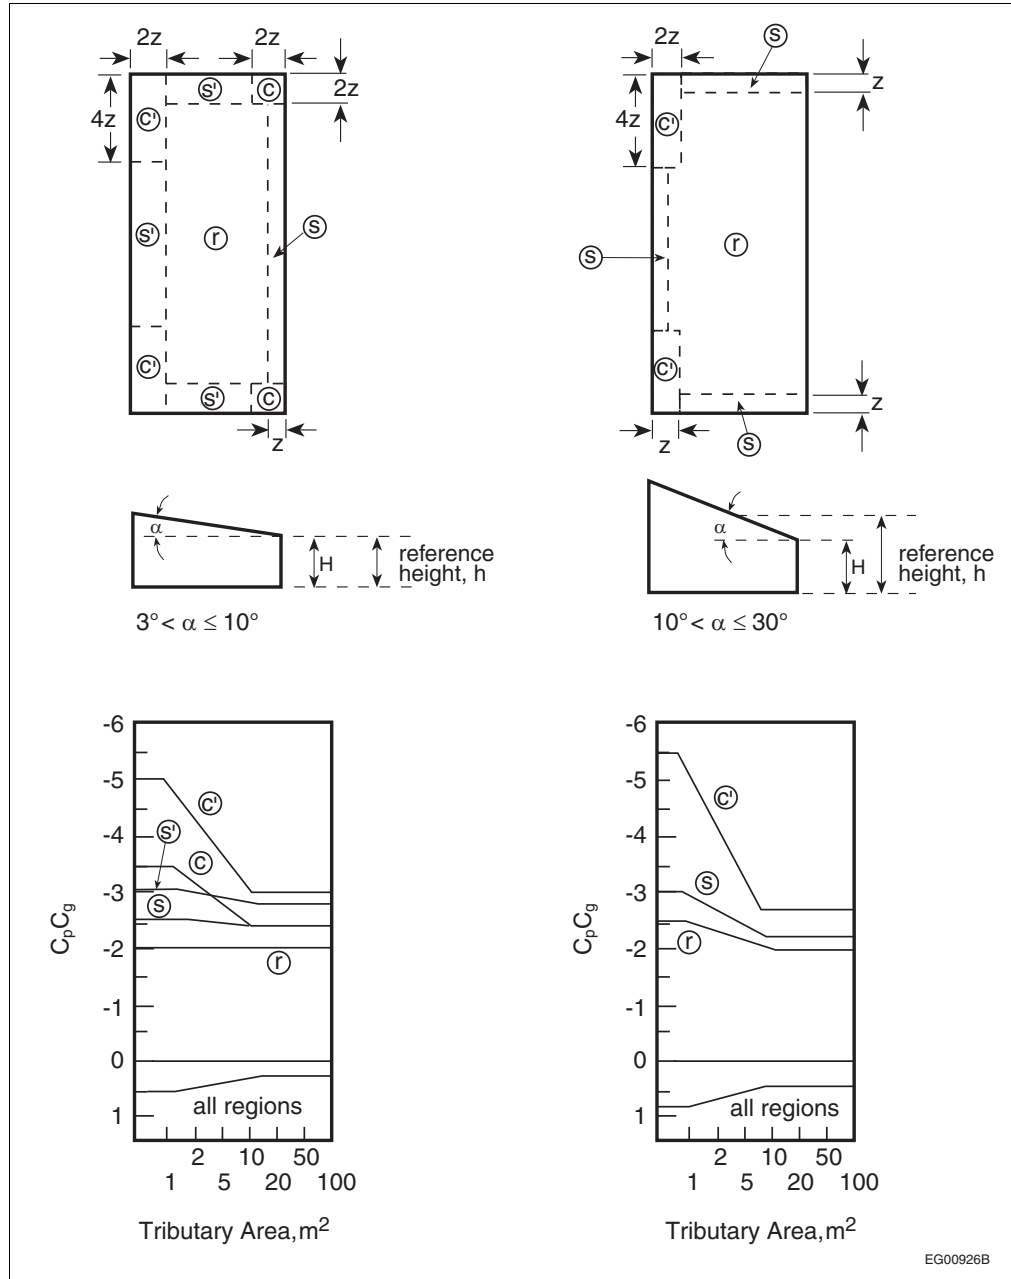 2z 2z
s' c
2z
4z
c'
s
s' r
c'
s' c
z
α
H
reference
height, h
3° < α ≤ 10°
2z
s
z
4z
c'
r
s
c'
z
z
s
α
H
reference
height, h
10° < α ≤ 30°
-6
-5
c'
-4
s'
c
-3
s
-2
r
-1
0
all regions
1
CpCg
2 10 50
1 5 20 100
Tributary Area, m²
-6
-5
c'
-4
s
-3
r
-2
-1
0
all regions
1
CpCg
2 10 50
1 5 20 100
Tributary Area, m²
EG00926B